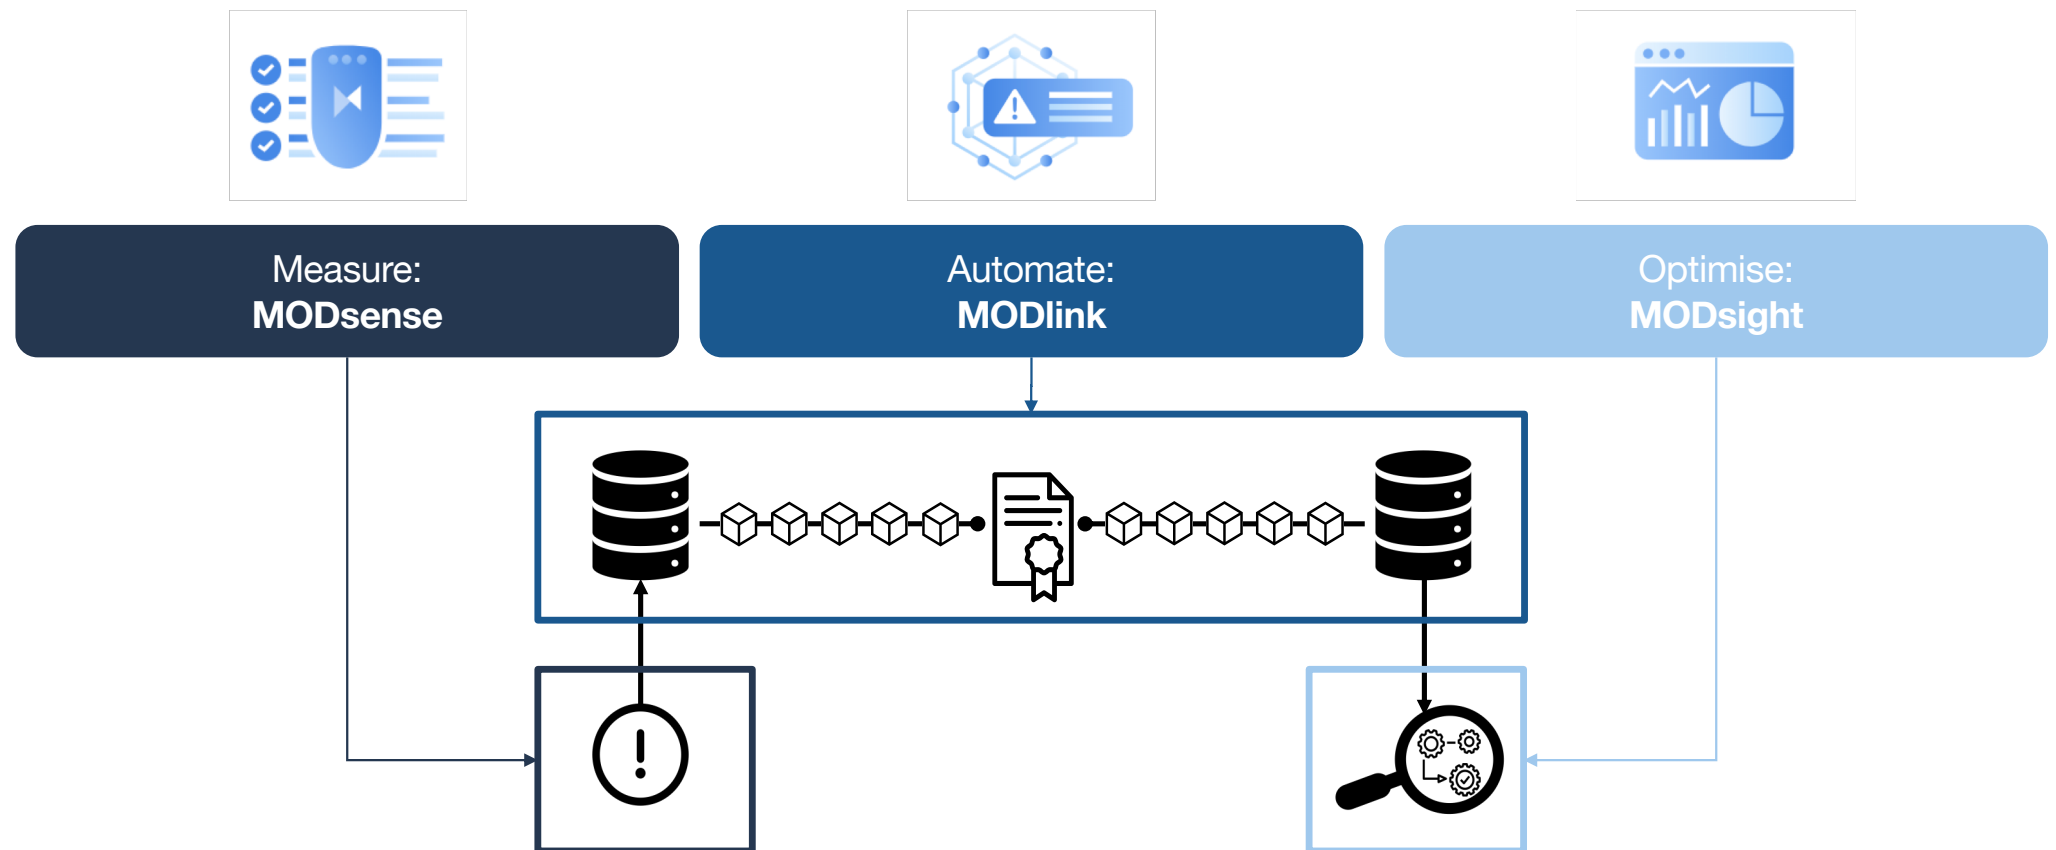 Measure:
MODsense
Automate:
MODlink
Optimise:
MODsight